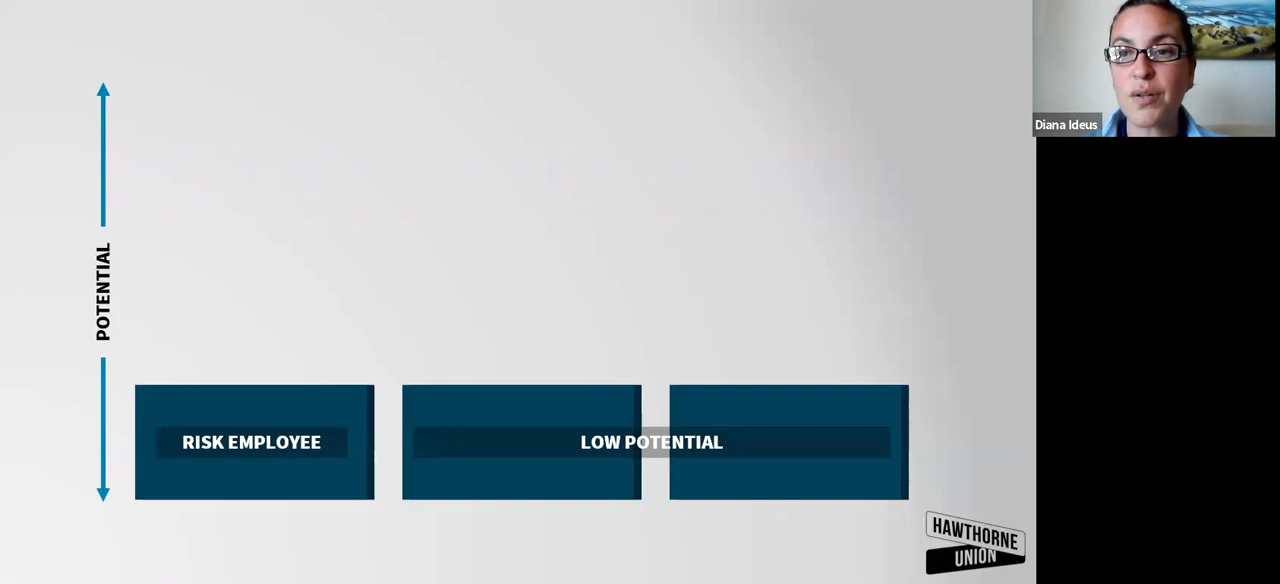 Diana Ideus
POTENTIAL
RISK EMPLOYEE
LOW POTENTIAL
HAWTHORNE
UNION